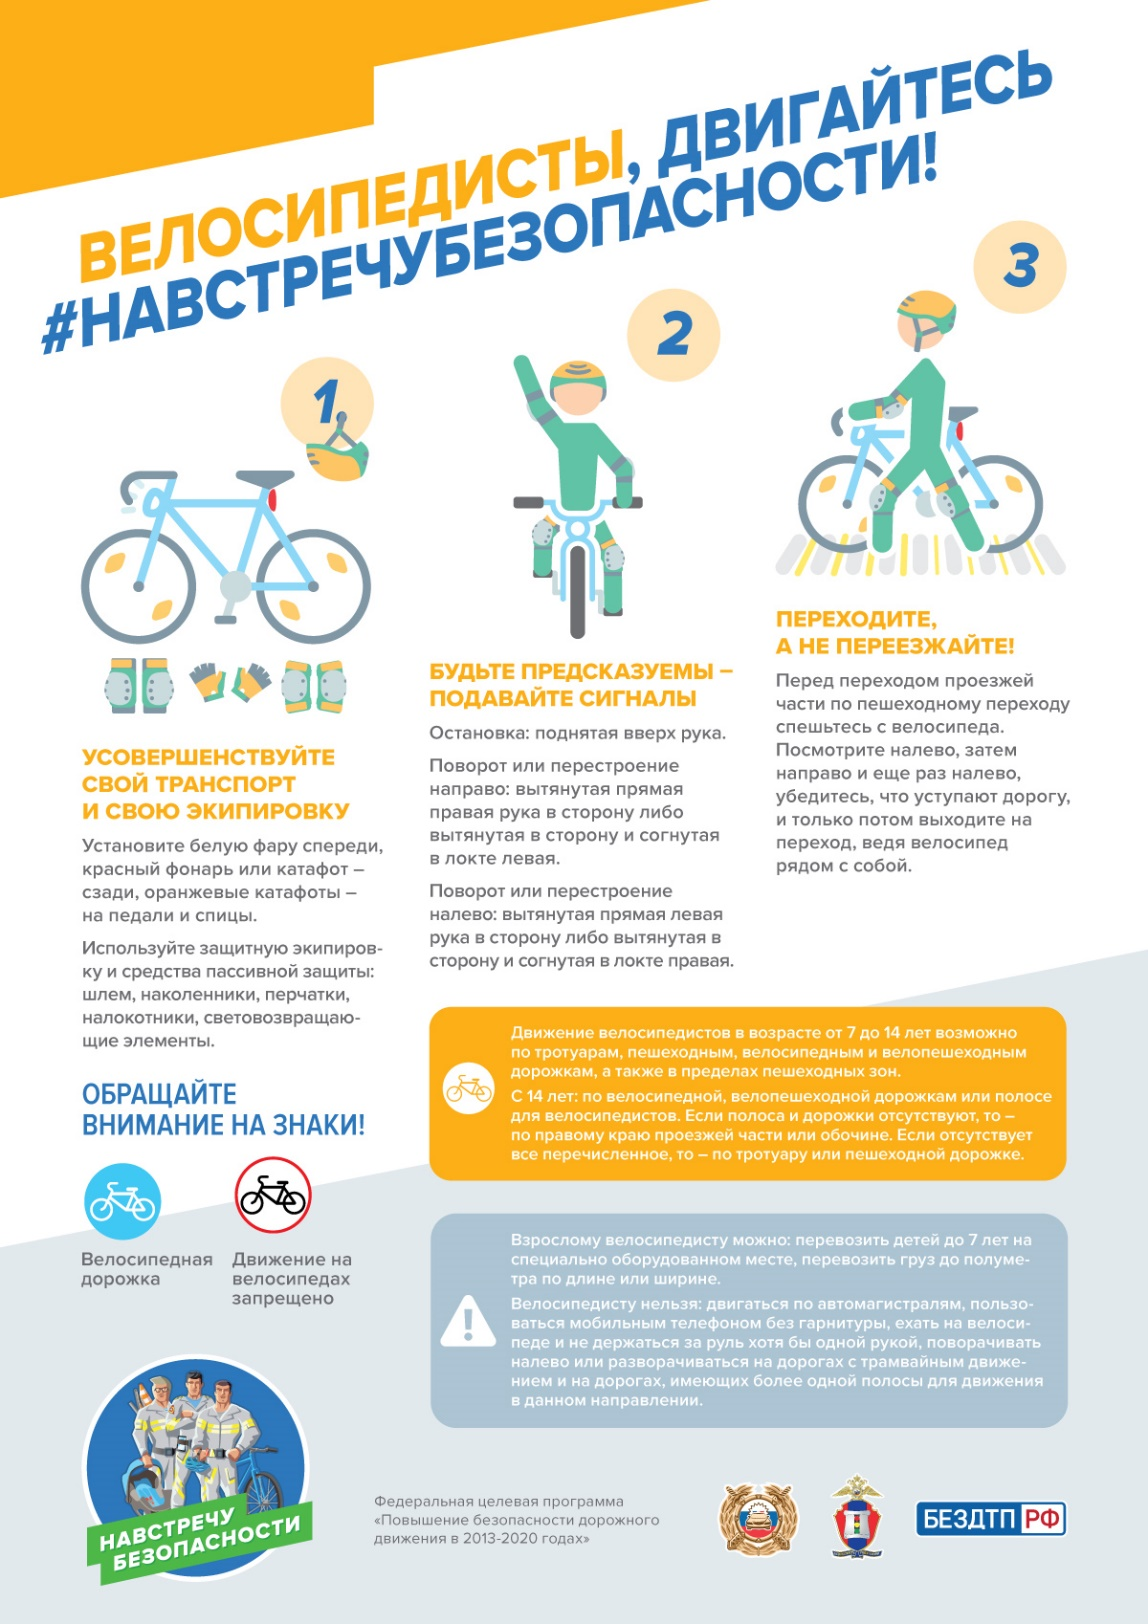 ВЕЛОСИПЕДИСТЫ, ДВИГАЙТЕСЬ
#НАВСТРЕЧУБЕЗОПАСНОСТИ!
1
УСОВЕРШЕНСТВУЙТЕ
СВОЙ ТРАНСПОРТ
И СВОЮ ЭКИПИРОВКУ
Установите белую фару спереди,
красный фонарь или катафот –
сзади, оранжевые катафоты –
на педали и спицы.
Используйте защитную экипиров-
ку и средства пассивной защиты:
шлем, наколенники, перчатки,
налокотники, световозвращаю-
щие элементы.
2
БУДЬТЕ ПРЕДСКАЗУЕМЫ –
ПОДАВАЙТЕ СИГНАЛЫ
Остановка: поднятая вверх рука.
Поворот или перестроение
направо: вытянутая прямая
правая рука в сторону либо
вытянутая в сторону и согнутая
в локте левая.
Поворот или перестроение
налево: вытянутая прямая левая
рука в сторону либо вытянутая в
сторону и согнутая в локте правая.
3
ПЕРЕХОДИТЕ,
А НЕ ПЕРЕЕЗЖАЙТЕ!
Перед переходом проезжей
части по пешеходному переходу
спешьтесь с велосипеда.
Посмотрите налево, затем
направо и еще раз налево,
убедитесь, что уступают дорогу,
и только потом выходите на
переход, ведя велосипед
рядом с собой.
ОБРАЩАЙТЕ
ВНИМАНИЕ НА ЗНАКИ!
Велосипедная
дорожка
Движение на
велосипедах
запрещено
Движение велосипедистов в возрасте от 7 до 14 лет возможно
по тротуарам, пешеходным, велосипедным и велопешеходным
дорожкам, а также в пределах пешеходных зон.
С 14 лет: по велосипедной, велопешеходной дорожкам или полосе
для велосипедистов. Если полоса и дорожки отсутствуют, то –
по правому краю проезжей части или обочине. Если отсутствует
все перечисленное, то – по тротуару или пешеходной дорожке.
Взрослому велосипедисту можно: перевозить детей до 7 лет на
специально оборудованном месте, перевозить груз до полуме-
тра по длине или ширине.
Велосипедисту нельзя: двигаться по автомагистралям, пользо-
ваться мобильным телефоном без гарнитуры, ехать на велоси-
педе и не держаться за руль хотя бы одной рукой, поворачивать
налево или разворачиваться на дорогах с трамвайным движе-
нием и на дорогах, имеющих более одной полосы для движения
в данном направлении.
НАВСТРЕЧУ
БЕЗОПАСНОСТИ
Федеральная целевая программа
«Повышение безопасности дорожного
движения в 2013-2020 годах»
БЕЗДТП РФ